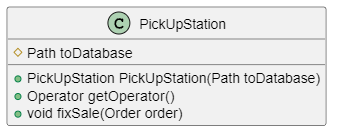 C PickUpStation
Path toDatabase
PickUpStation PickUpStation(Path toDatabase)
Operator getOperator()
void fixSale(Order order)